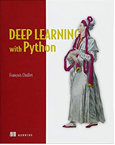 DEEP LEARNING
with Python
François Chollet
MANNING